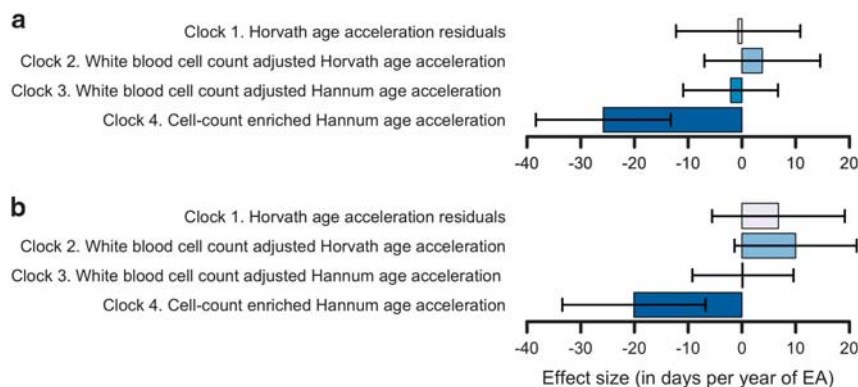 a
Clock 1. Horvath age acceleration residuals
Clock 2. White blood cell count adjusted Horvath age acceleration
Clock 3. White blood cell count adjusted Hannum age acceleration
Clock 4. Cell-count enriched Hannum age acceleration
-40 -30 -20 -10 0 10 20
b
Clock 1. Horvath age acceleration residuals
Clock 2. White blood cell count adjusted Horvath age acceleration
Clock 3. White blood cell count adjusted Hannum age acceleration
Clock 4. Cell-count enriched Hannum age acceleration
-40 -30 -20 -10 0 10 20
Effect size (in days per year of EA)